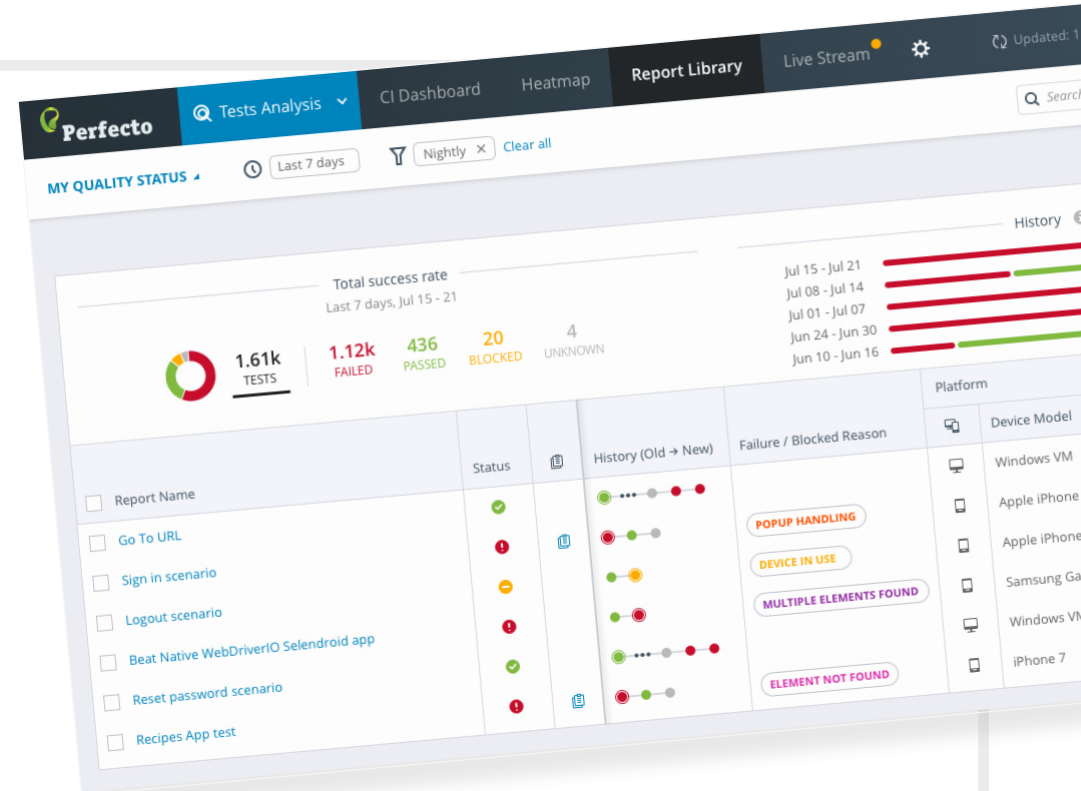 Perfecto
Tests Analysis
CI Dashboard
Heatmap
Report Library
Live Stream
Updated: 1
MY QUALITY STATUS
Last 7 days
Nightly ×
Clear all
Search
Total success rate
Last 7 days, Jul 15 - 21
1.61k
TESTS
1.12k
FAILED
436
PASSED
20
BLOCKED
4
UNKNOWN
History
Jul 15 - Jul 21
Jul 08 - Jul 14
Jul 01 - Jul 07
Jun 24 - Jun 30
Jun 10 - Jun 16
Report Name
Status
History (Old → New)
Failure / Blocked Reason
Platform
Device Model
Go To URL
Windows VM
Sign in scenario
POPUP HANDLING
Apple iPhone
Logout scenario
DEVICE IN USE
Apple iPhone
Beat Native WebDriverIO Selendroid app
MULTIPLE ELEMENTS FOUND
Samsung Ga
Reset password scenario
Windows VM
Recipes App test
ELEMENT NOT FOUND
iPhone 7